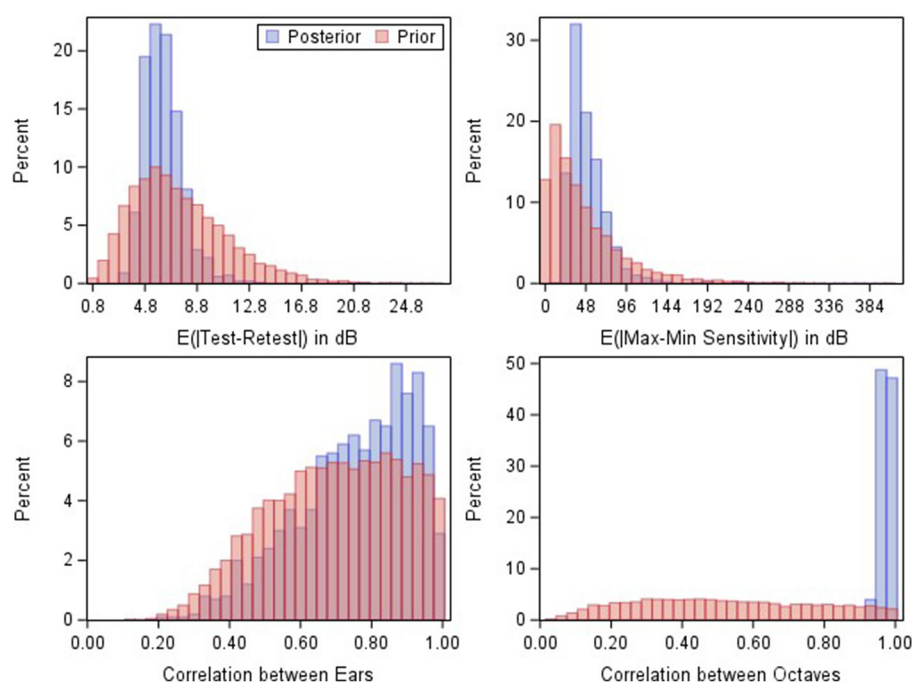 Posterior Prior
Percent
20
15
10
5
0
0.8 4.8 8.8 12.8 16.8 20.8 24.8
E(|Test-Retest|) in dB
Percent
30
20
10
0
0 48 96 144 192 240 288 336 384
E(|Max-Min Sensitivity|) in dB
Percent
8
6
4
2
0
0.00 0.20 0.40 0.60 0.80 1.00
Correlation between Ears
Percent
50
40
30
20
10
0
0.00 0.20 0.40 0.60 0.80 1.00
Correlation between Octaves